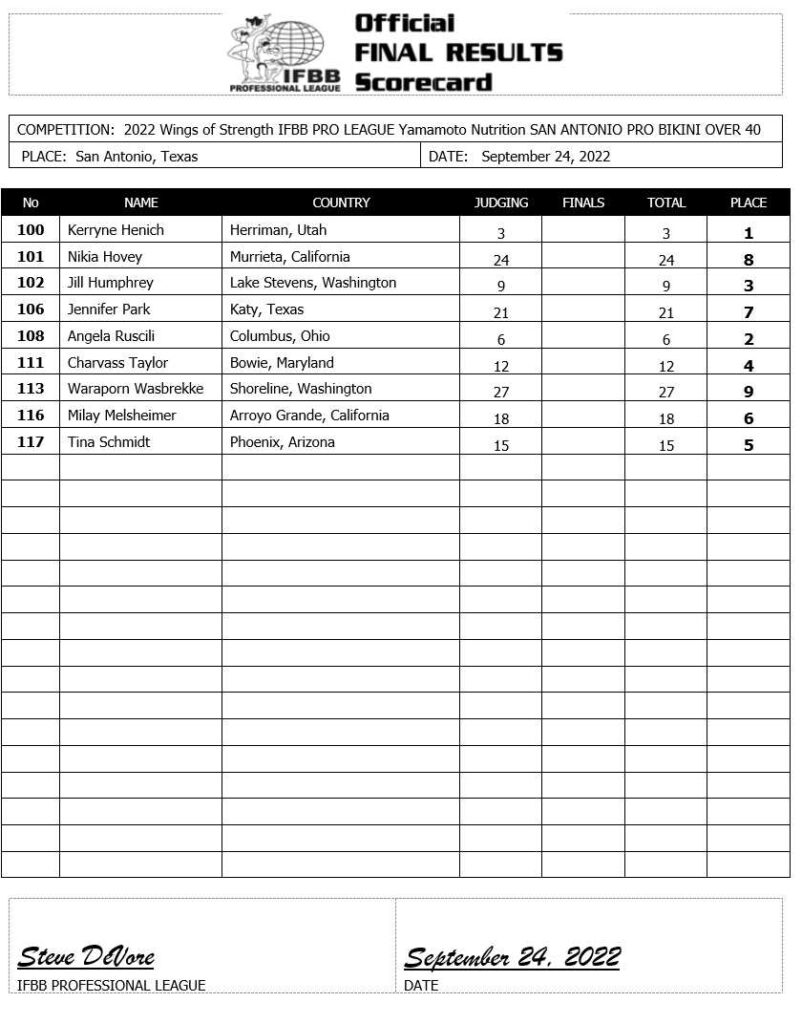 Official
FINAL RESULTS
Scorecard
IFBB
PROFESSIONAL LEAGUE
COMPETITION: 2022 Wings of Strength IFBB PRO LEAGUE Yamamoto Nutrition SAN ANTONIO PRO BIKINI OVER 40
PLACE: San Antonio, Texas DATE: September 24, 2022
No NAME COUNTRY JUDGING FINALS TOTAL PLACE
100 Kerryne Henich Herriman, Utah 3 3 1
101 Nikia Hovey Murrieta, California 24 24 8
102 Jill Humphrey Lake Stevens, Washington 9 9 3
106 Jennifer Park Katy, Texas 21 21 7
108 Angela Ruscili Columbus, Ohio 6 6 2
111 Charvass Taylor Bowie, Maryland 12 12 4
113 Waraporn Wasbrekke Shoreline, Washington 27 27 9
116 Milay Melsheimer Arroyo Grande, California 18 18 6
117 Tina Schmidt Phoenix, Arizona 15 15 5
Steve DeVore September 24, 2022
IFBB PROFESSIONAL LEAGUE DATE